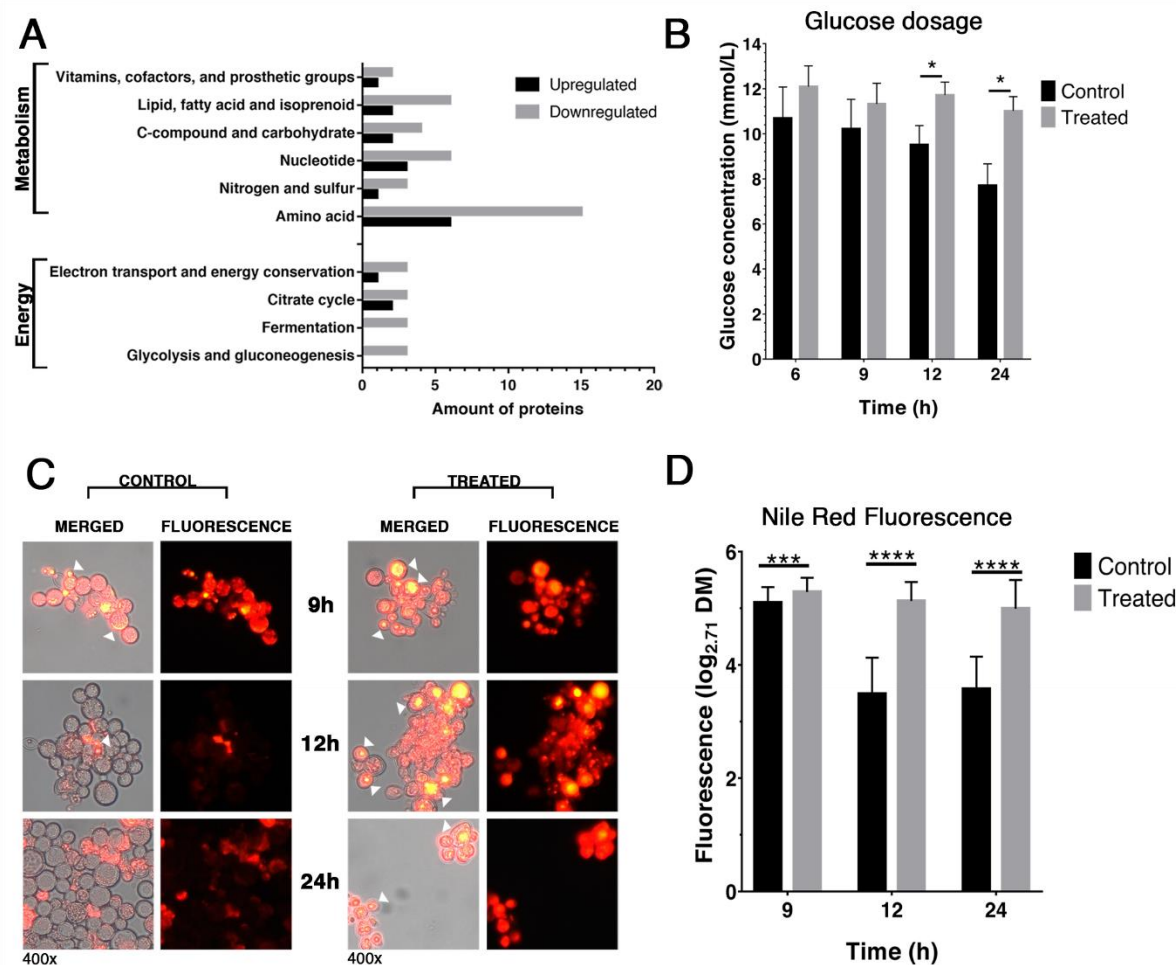 A
Metabolism
Vitamins, cofactors, and prosthetic groups
Lipid, fatty acid and isoprenoid
C-compound and carbohydrate
Nucleotide
Nitrogen and sulfur
Amino acid
Energy
Electron transport and energy conservation
Citrate cycle
Fermentation
Glycolysis and gluconeogenesis
Upregulated
Downregulated
0 5 10 15 20
Amount of proteins
B
Glucose dosage
Glucose concentration (mmol/L)
14
12
10
8
6
4
2
0
* *
Control
Treated
6 9 12 24
Time (h)
C
CONTROL TREATED
MERGED FLUORESCENCE MERGED FLUORESCENCE
9h
12h
24h
400x 400x
D
Nile Red Fluorescence
Fluorescence (log2.71 DM)
6
4
2
0
*** **** ****
Control
Treated
9 12 24
Time (h)